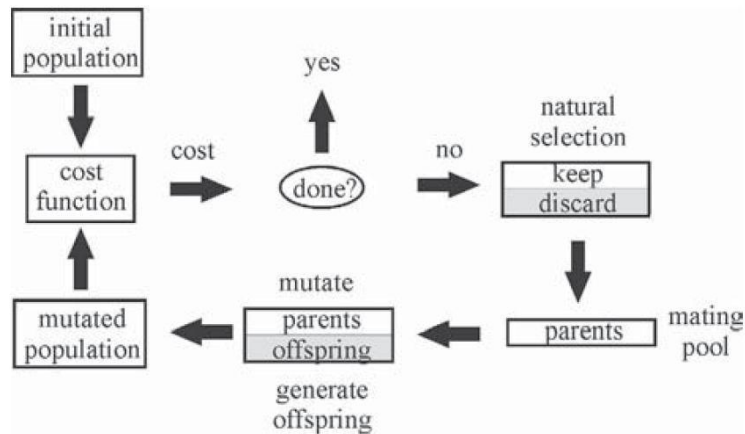 initial
population
yes
natural
selection
cost
function
cost
done?
no
keep
discard
mutate
mutated
population
parents
offspring
parents
mating
pool
generate
offspring